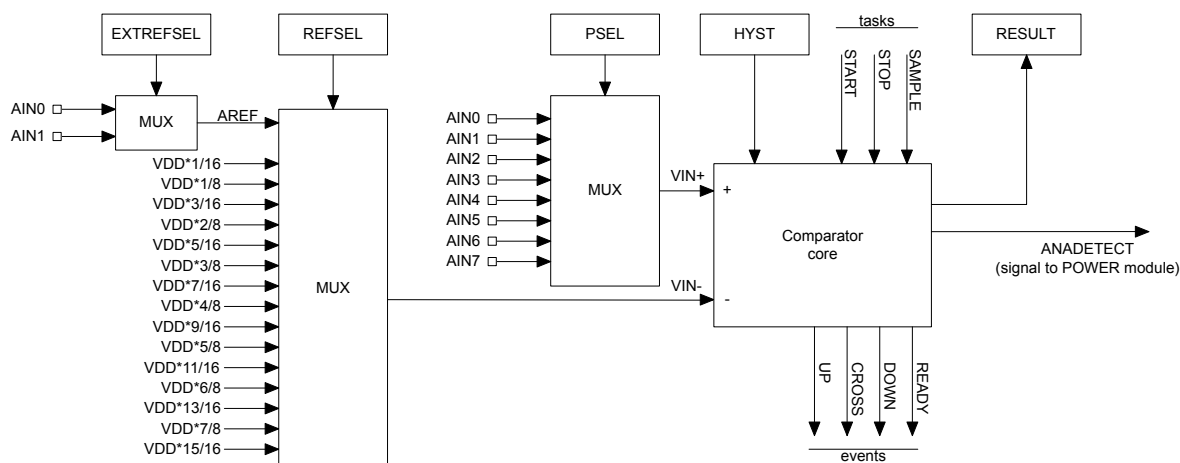 EXTREFSEL
REFSEL
PSEL
HYST
tasks
RESULT
START
STOP
SAMPLE
AIN0
AIN1
MUX
AREF
VDD*1/16
VDD*1/8
VDD*3/16
VDD*2/8
VDD*5/16
VDD*3/8
VDD*7/16
VDD*4/8
VDD*9/16
VDD*5/8
VDD*11/16
VDD*6/8
VDD*13/16
VDD*7/8
VDD*15/16
MUX
AIN0
AIN1
AIN2
AIN3
AIN4
AIN5
AIN6
AIN7
MUX
VIN+
VIN-
+
-
Comparator
core
ANADETECT
(signal to POWER module)
UP
CROSS
DOWN
READY
events